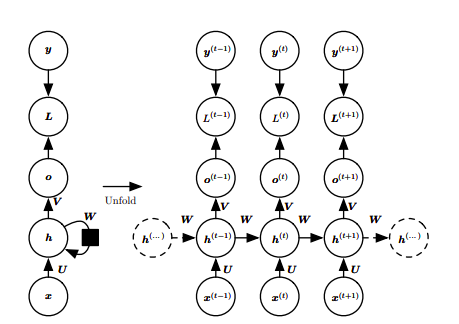 y y^(t−1) y^(t) y^(t+1)
L L^(t−1) L^(t) L^(t+1)
o o^(t−1) o^(t) o^(t+1)
Unfold
V V V V
W W W W W
h h^(...) h^(t−1) h^(t) h^(t+1) h^(...)
U U U U
x x^(t−1) x^(t) x^(t+1)